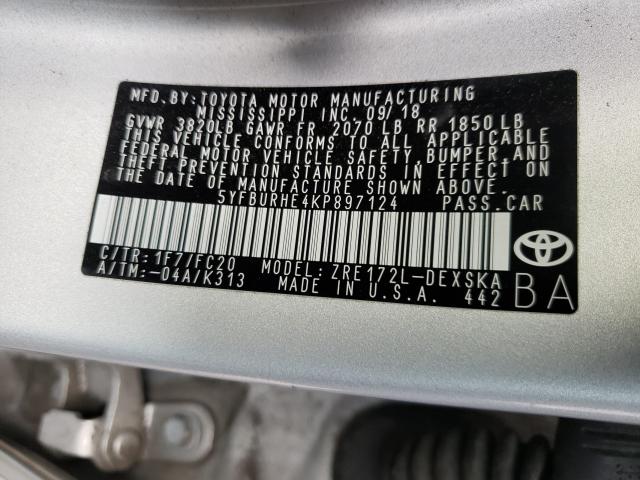 MFD. BY: TOYOTA MOTOR MANUFACTURING
MISSISSIPPI INC. 09/18
GVWR 3820LB GAWR FR 2070 LB RR 1850 LB
THIS VEHICLE CONFORMS TO ALL APPLICABLE
FEDERAL MOTOR VEHICLE SAFETY, BUMPER, AND
THEFT PREVENTION STANDARDS IN EFFECT ON
THE DATE OF MANUFACTURE SHOWN ABOVE.
5YFBURHE4KP897124 PASS. CAR
C/TR: 1F7/FC20 MODEL: ZRE172L-DEXSKA
A/TM: -04A/K313 MADE IN U.S.A. 442
BA